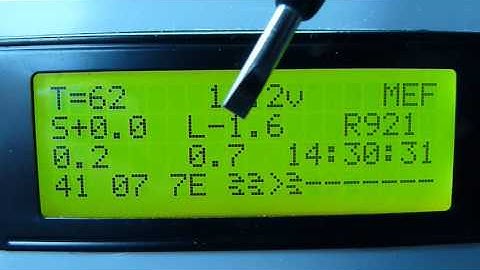 T=62 MEF
S+0.0 L-1.6 R921
0.2 0.7 14:30:31
41 07 7E